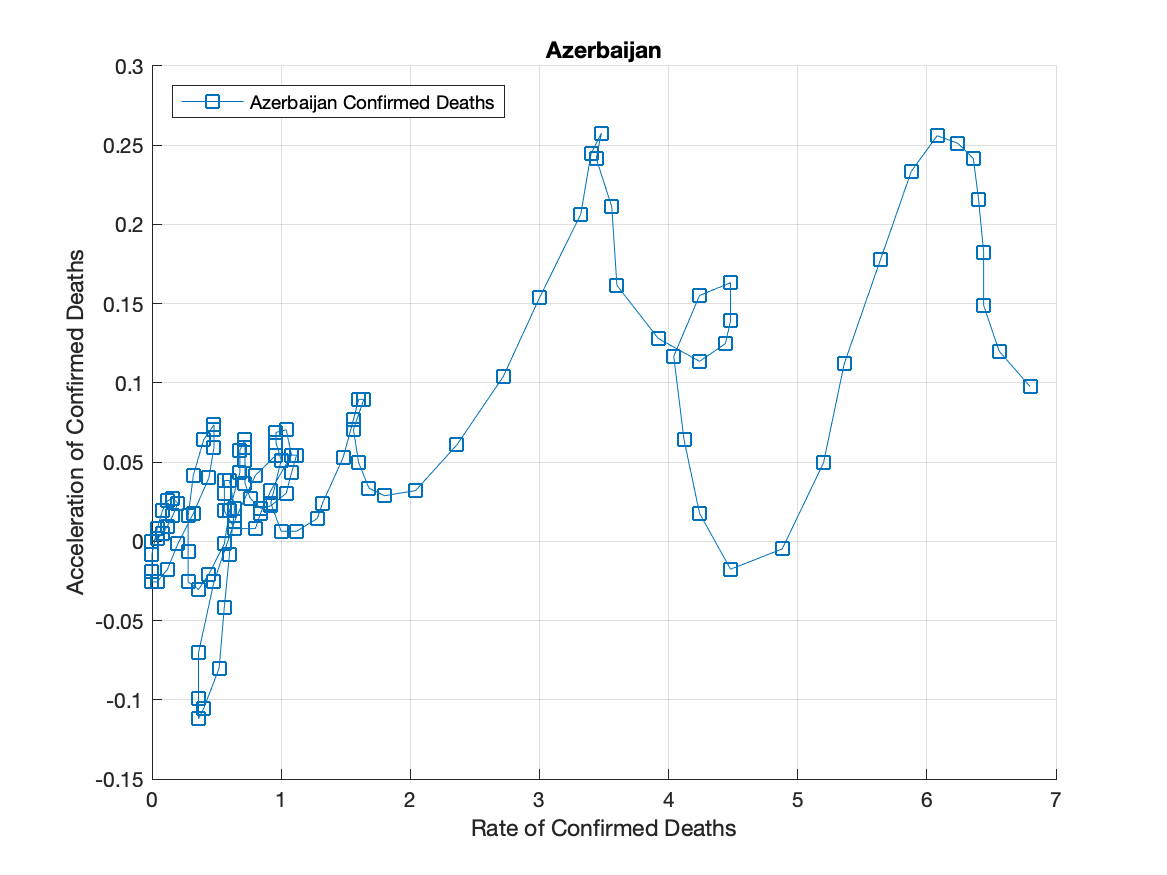 Azerbaijan
Azerbaijan Confirmed Deaths
Acceleration of Confirmed Deaths
0.3
0.25
0.2
0.15
0.1
0.05
0
-0.05
-0.1
-0.15
0 1 2 3 4 5 6 7
Rate of Confirmed Deaths